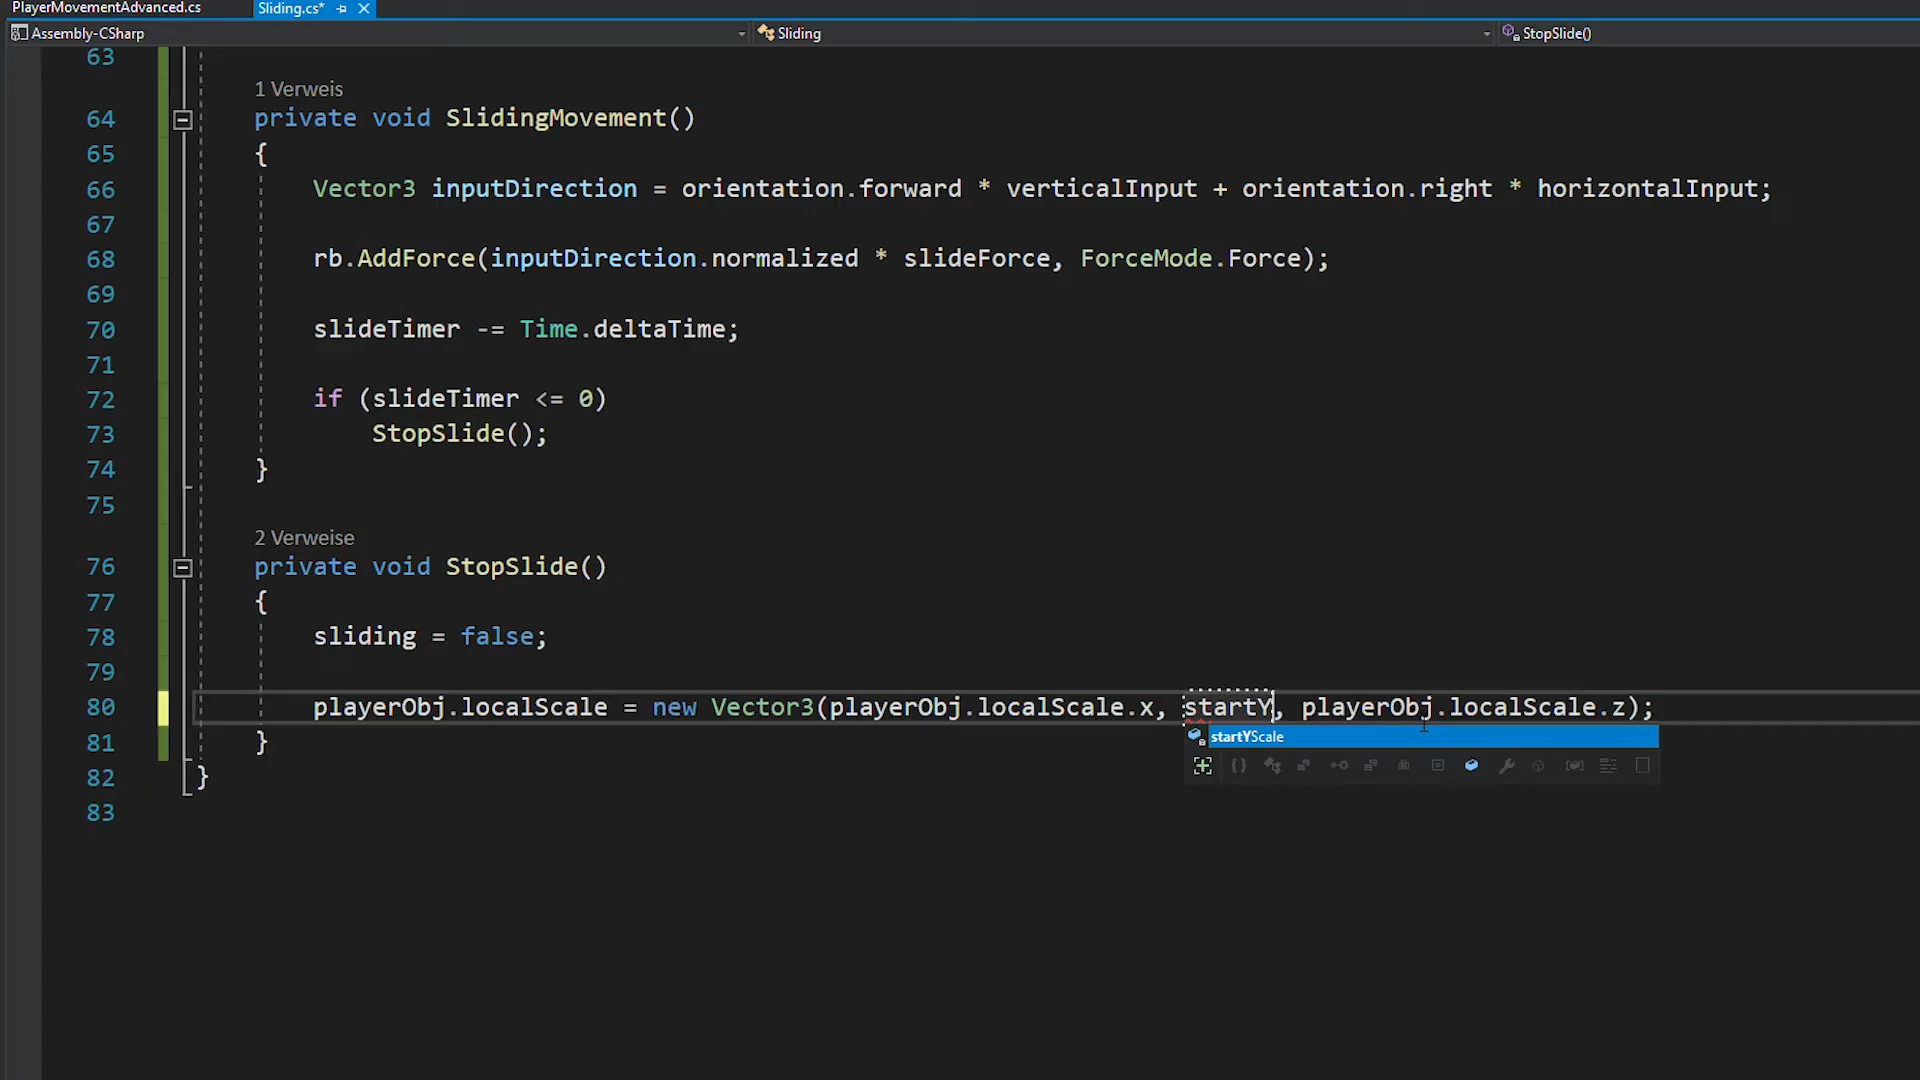 PlayerMovementAdvanced.cs Sliding.cs*
Assembly-CSharp Sliding StopSlide()
63
1 Verweis
64 private void SlidingMovement()
65 {
66 Vector3 inputDirection = orientation.forward * verticalInput + orientation.right * horizontalInput;
67
68 rb.AddForce(inputDirection.normalized * slideForce, ForceMode.Force);
69
70 slideTimer -= Time.deltaTime;
71
72 if (slideTimer <= 0)
73 StopSlide();
74 }
75
2 Verweise
76 private void StopSlide()
77 {
78 sliding = false;
79
80 playerObj.localScale = new Vector3(playerObj.localScale.x, startY, playerObj.localScale.z);
startYScale
81 }
82 }
83